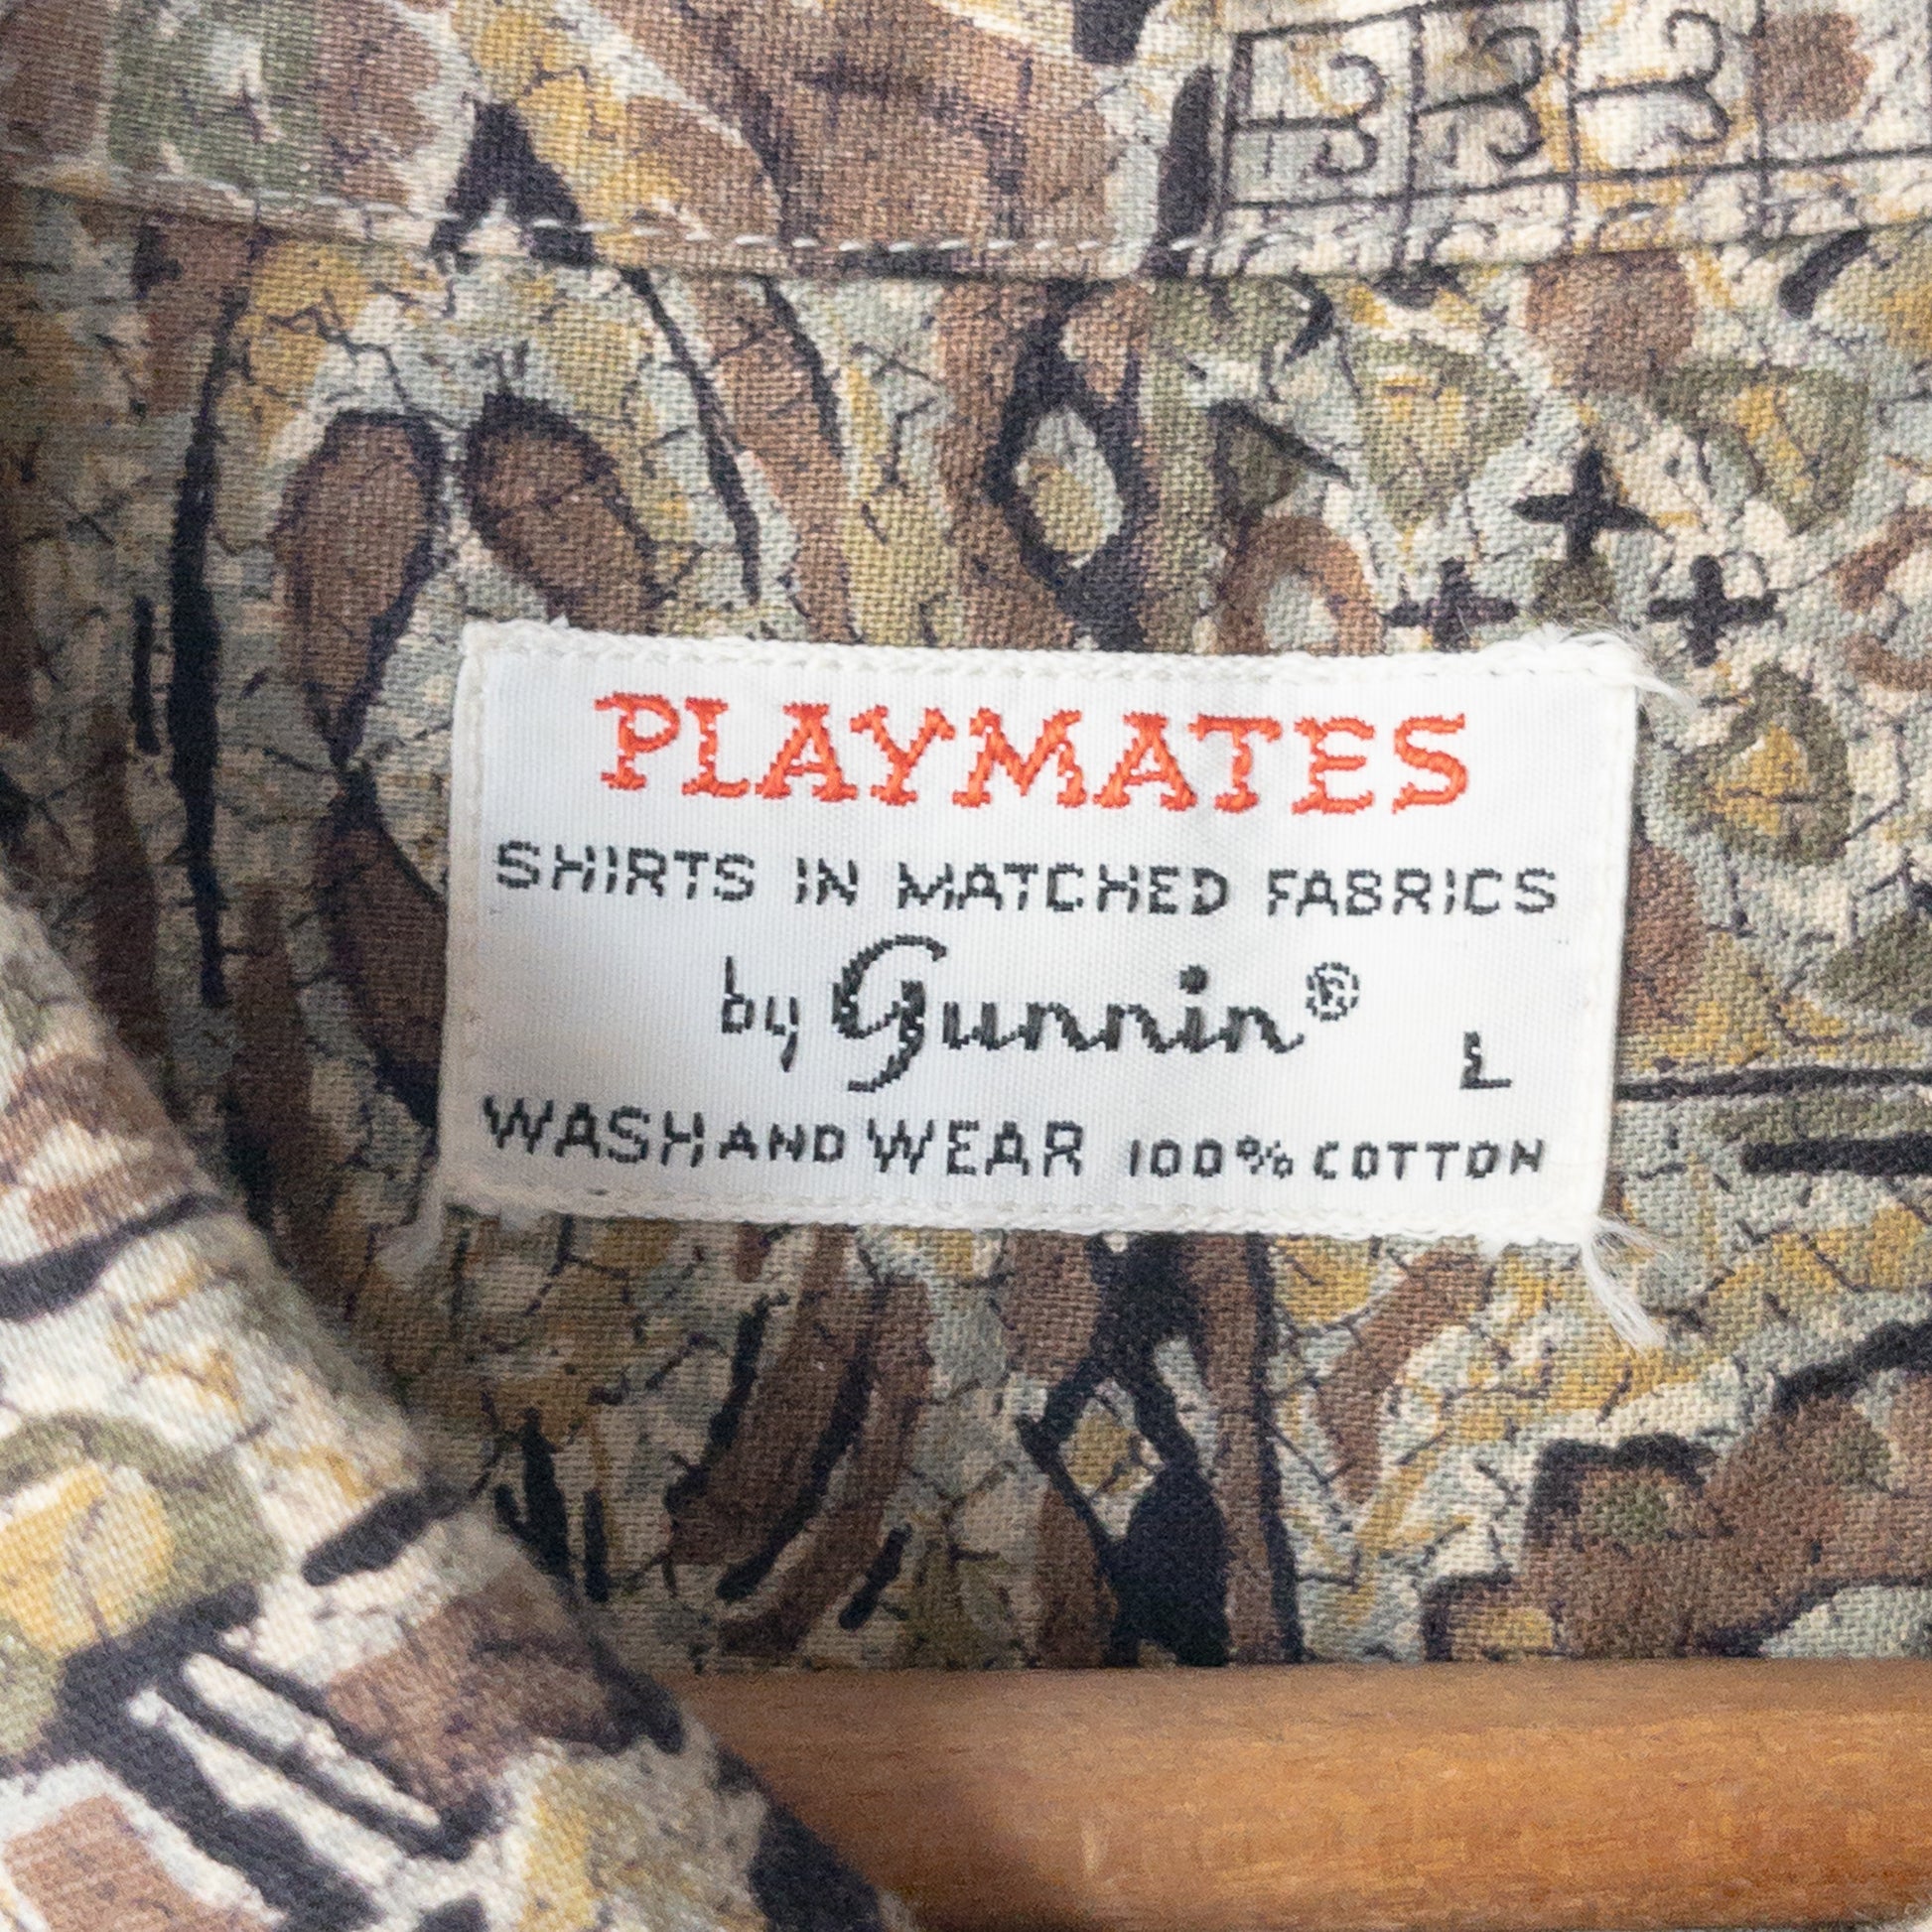 PLAYMATES
SHIRTS IN MATCHED FABRICS
by Gunnin®
L
WASH AND WEAR 100% COTTON